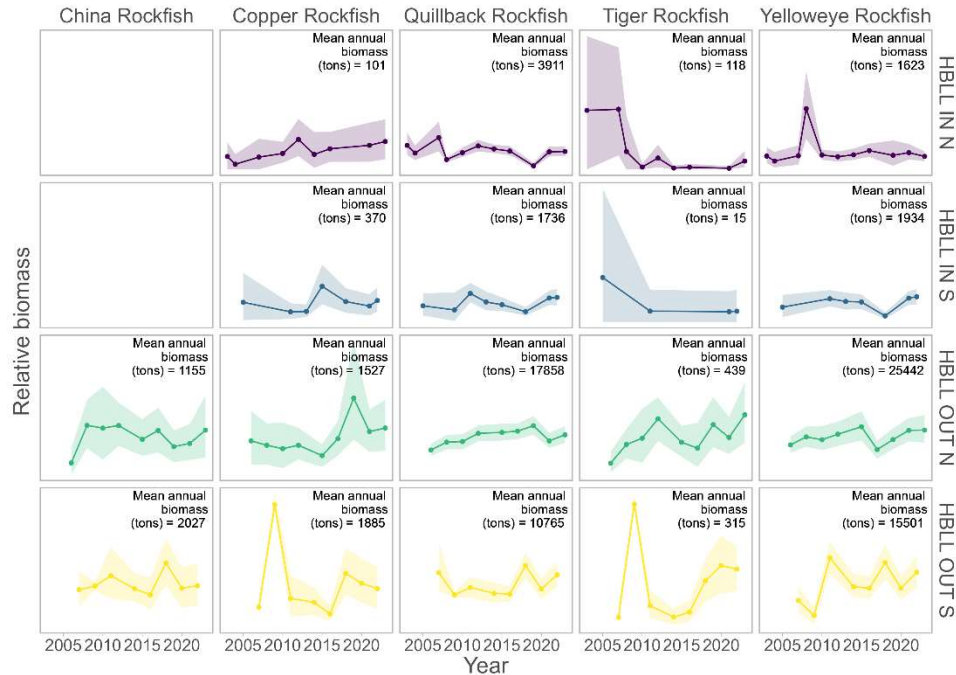 China Rockfish
Copper Rockfish
Quillback Rockfish
Tiger Rockfish
Yelloweye Rockfish
Mean annual
biomass
(tons) = 101
Mean annual
biomass
(tons) = 3911
Mean annual
biomass
(tons) = 118
Mean annual
biomass
(tons) = 1623
HBLL IN N
Mean annual
biomass
(tons) = 370
Mean annual
biomass
(tons) = 1736
Mean annual
biomass
(tons) = 15
Mean annual
biomass
(tons) = 1934
HBLL IN S
Relative biomass
Mean annual
biomass
(tons) = 1155
Mean annual
biomass
(tons) = 1527
Mean annual
biomass
(tons) = 17858
Mean annual
biomass
(tons) = 439
Mean annual
biomass
(tons) = 25442
HBLL OUT N
Mean annual
biomass
(tons) = 2027
Mean annual
biomass
(tons) = 1885
Mean annual
biomass
(tons) = 10765
Mean annual
biomass
(tons) = 315
Mean annual
biomass
(tons) = 15501
HBLL OUT S
2005 2010 2015 2020
2005 2010 2015 2020
2005 2010 2015 2020
2005 2010 2015 2020
2005 2010 2015 2020
Year